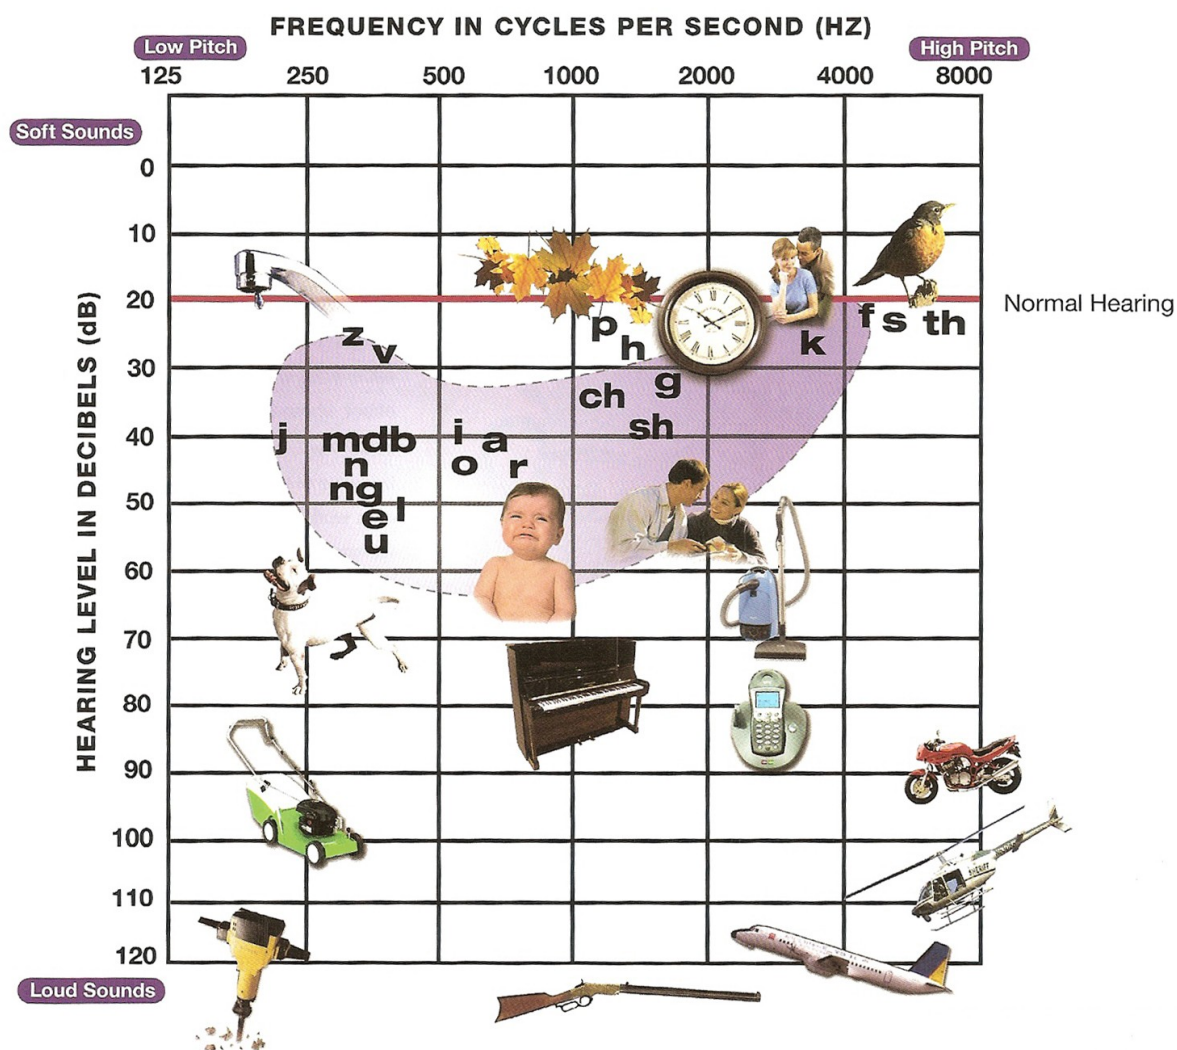 FREQUENCY IN CYCLES PER SECOND (HZ)
Low Pitch
High Pitch
125 250 500 1000 2000 4000 8000
Soft Sounds
HEARING LEVEL IN DECIBELS (dB)
0
10
20
Normal Hearing
p
f s th
z
h
k
v
30
g
ch
sh
40
j
mdb
i
a
n
o
r
ng
50
l
e
u
60
70
80
90
100
SHERIFF
110
120
Loud Sounds